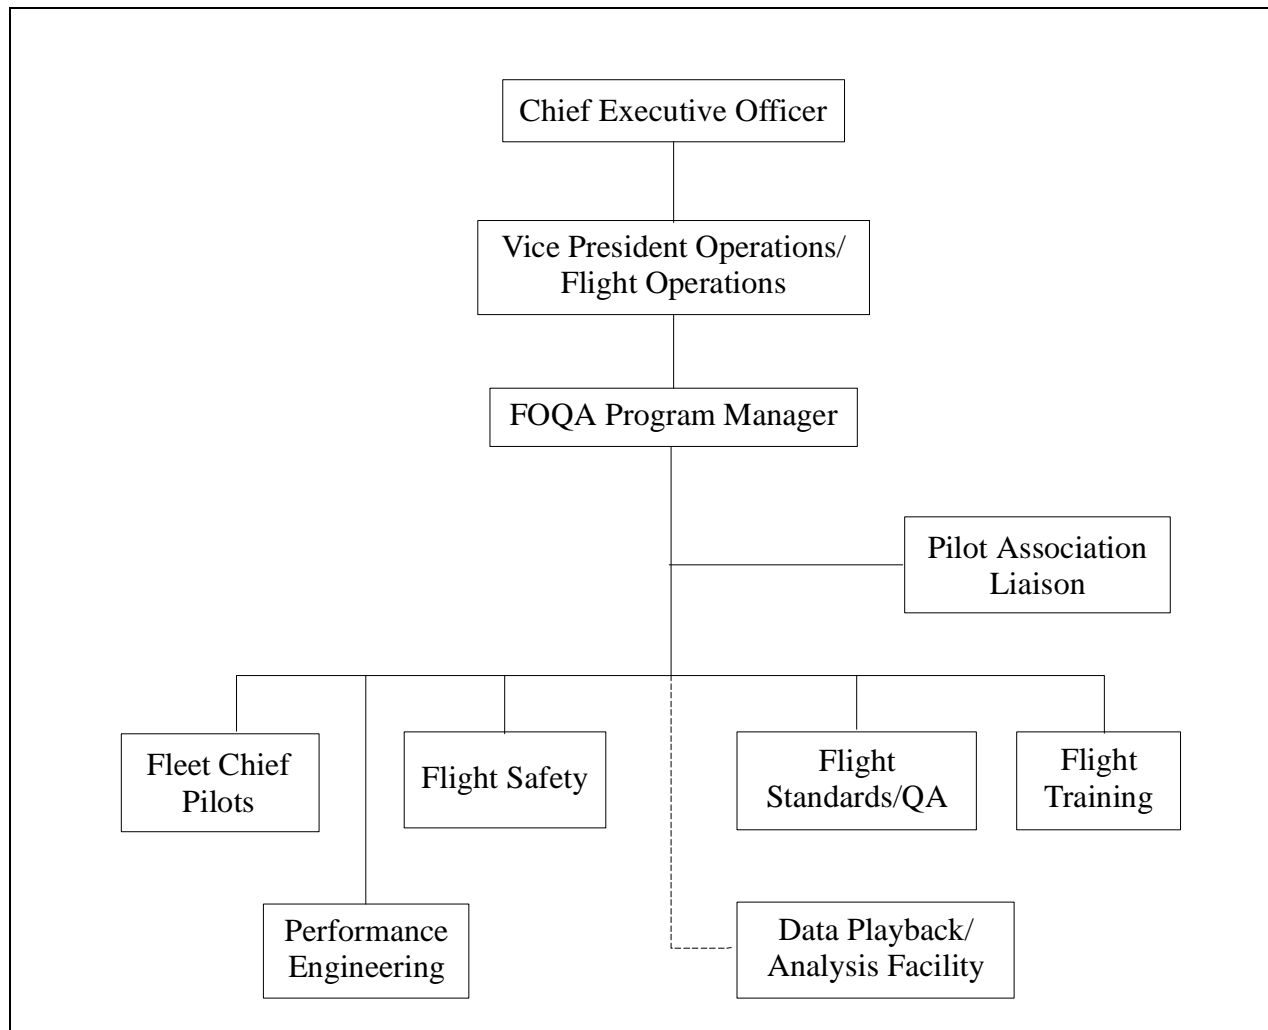 Chief Executive Officer
Vice President Operations/
Flight Operations
FOQA Program Manager
Pilot Association
Liaison
Fleet Chief
Pilots
Flight Safety
Flight
Standards/QA
Flight
Training
Performance
Engineering
Data Playback/
Analysis Facility